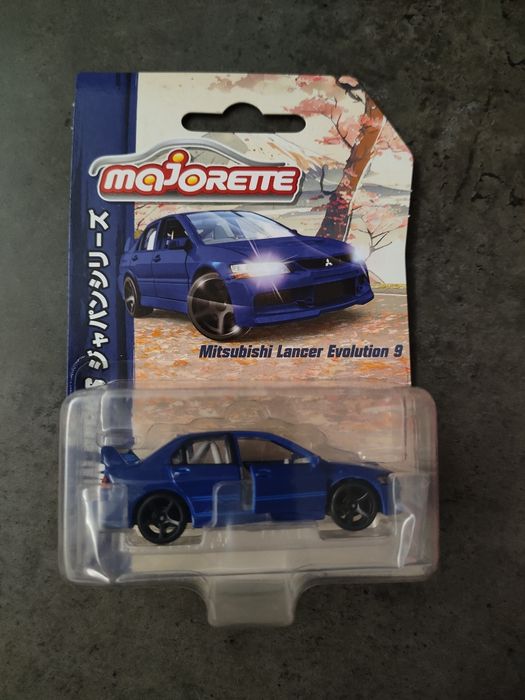 majorette
Mitsubishi Lancer Evolution 9
ジャパンシリーズ